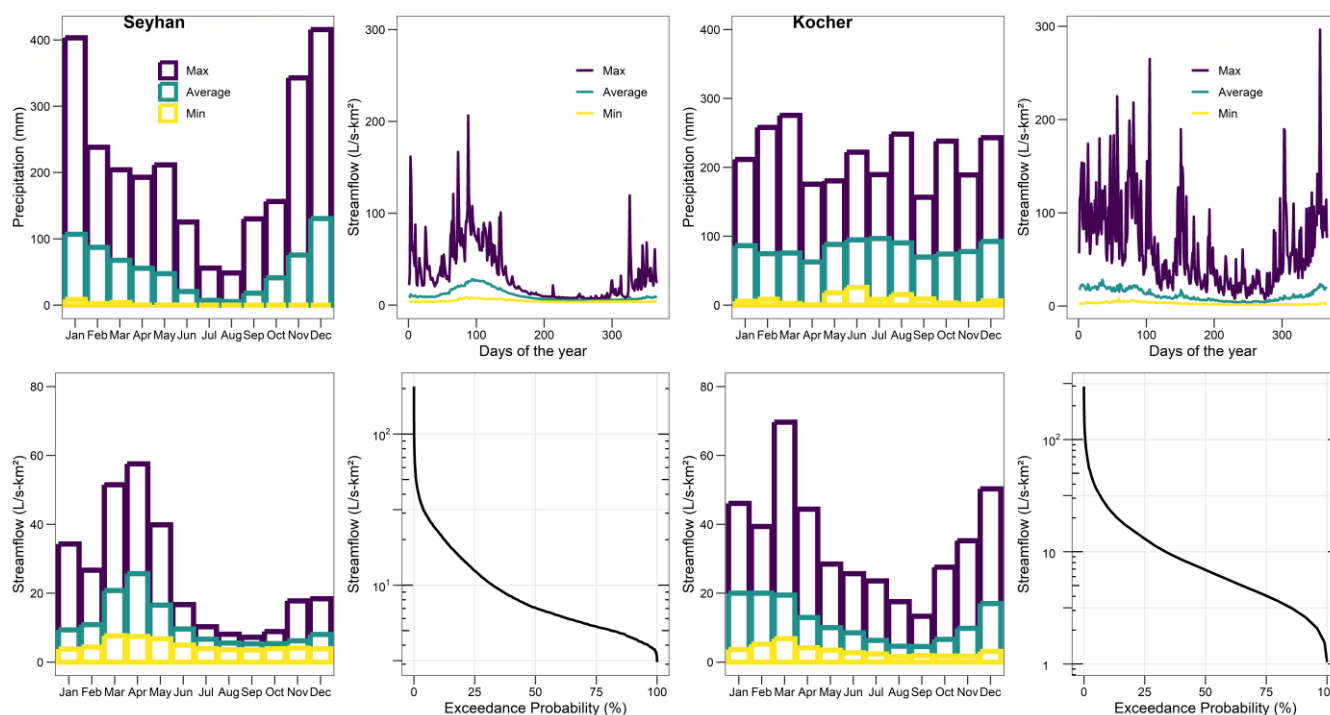 Seyhan
Precipitation (mm)
400
300
200
100
0
Max
Average
Min
Jan Feb Mar Apr May Jun Jul Aug Sep Oct Nov Dec
Streamflow (L/s-km²)
300
200
100
0
Max
Average
Min
0 100 200 300
Days of the year
Kocher
Precipitation (mm)
400
300
200
100
0
Jan Feb Mar Apr May Jun Jul Aug Sep Oct Nov Dec
Streamflow (L/s-km²)
300
200
100
0
Max
Average
Min
0 100 200 300
Days of the year
Streamflow (L/s-km²)
80
60
40
20
0
Jan Feb Mar Apr May Jun Jul Aug Sep Oct Nov Dec
Streamflow (L/s-km²)
10²
10¹
0 25 50 75 100
Exceedance Probability (%)
Streamflow (L/s-km²)
80
60
40
20
0
Jan Feb Mar Apr May Jun Jul Aug Sep Oct Nov Dec
Streamflow (L/s-km²)
10²
10
1
0 25 50 75 100
Exceedance Probability (%)